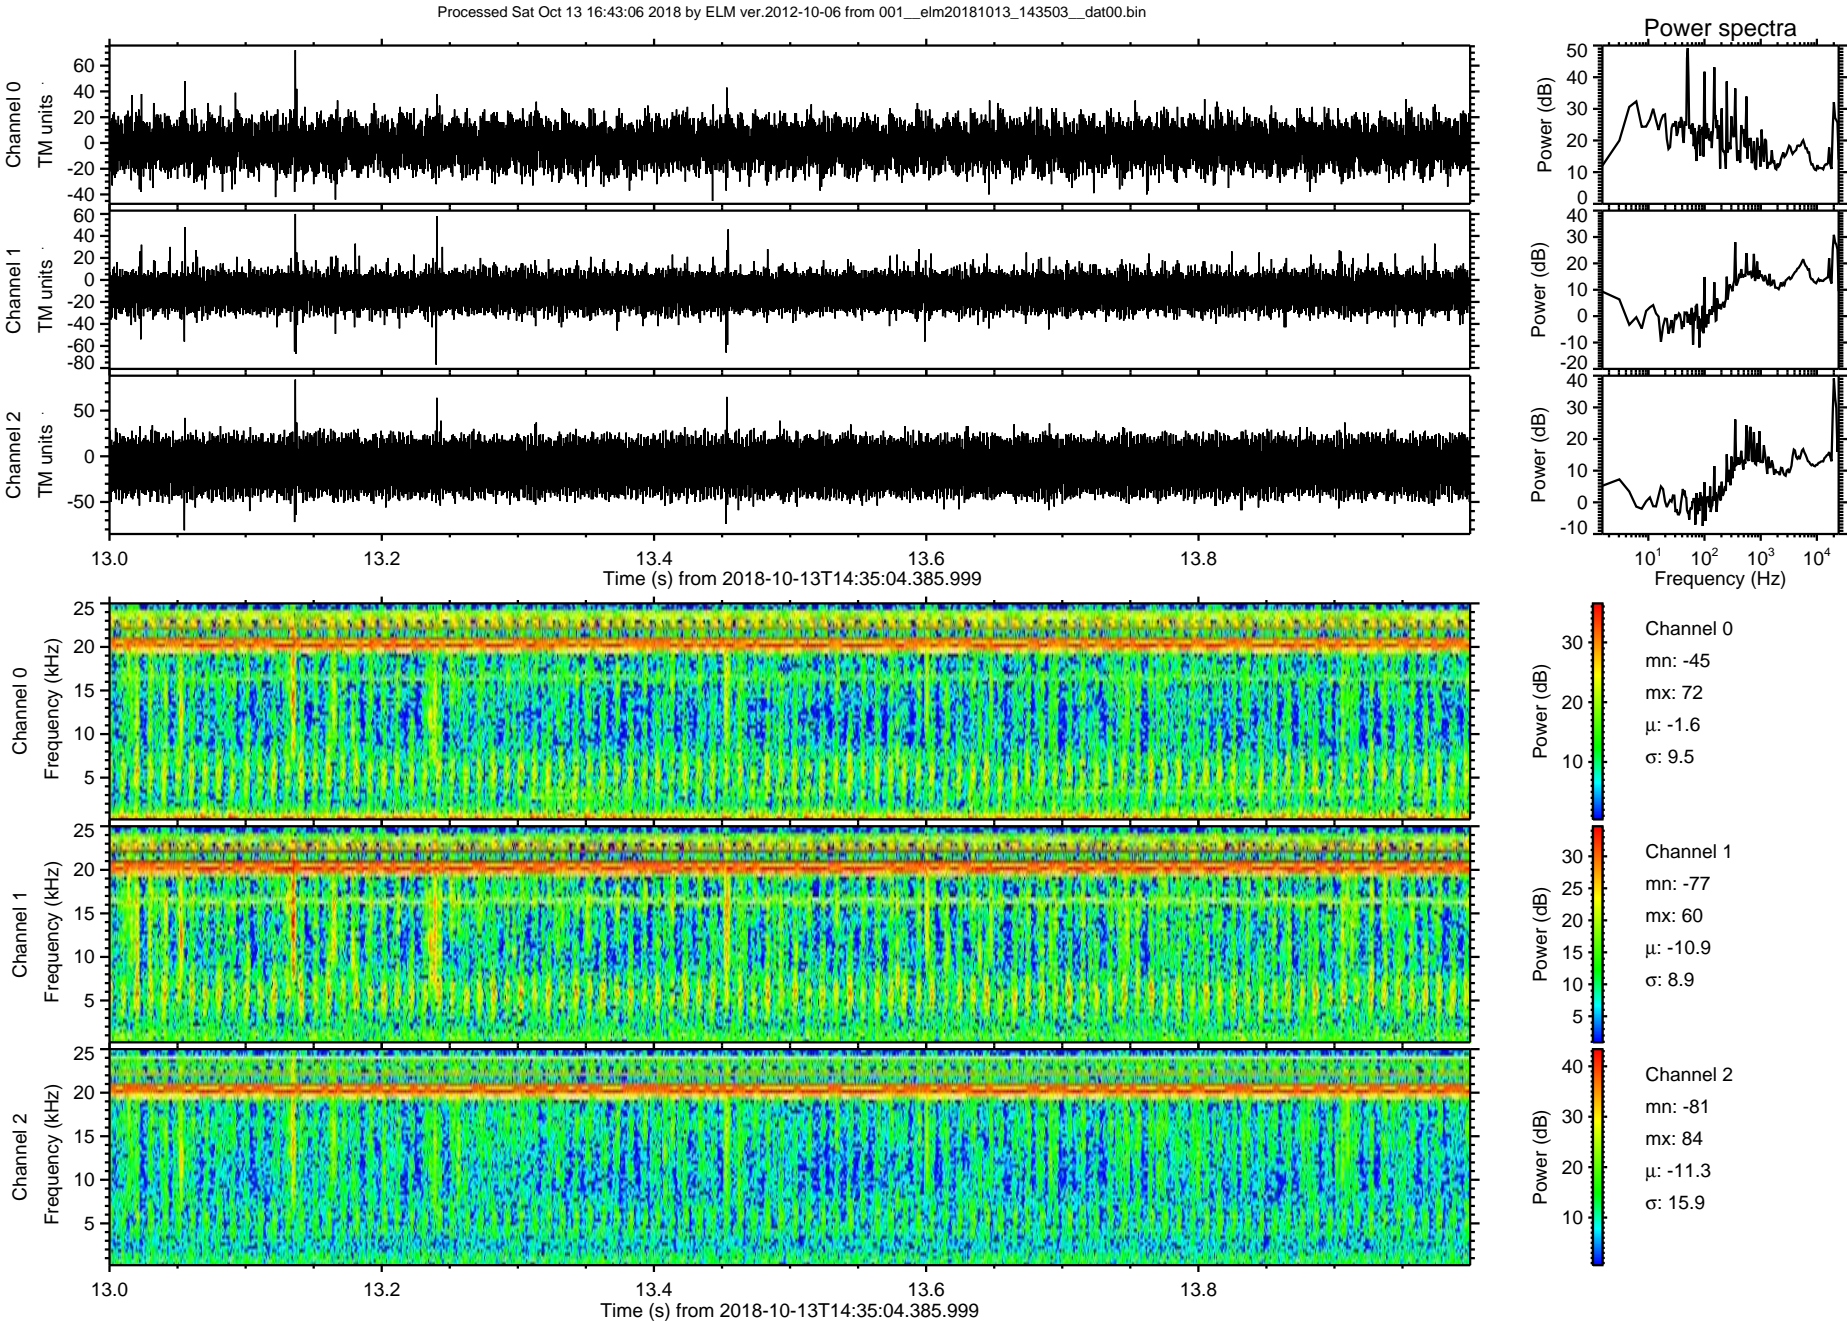 Processed Sat Oct 13 16:43:06 2018 by ELM ver.2012-10-06 from 001__elm20181013_143503__dat00.bin
Power spectra
Channel 0
TM units
60
40
20
0
-20
-40
Power (dB)
50
40
30
20
10
0
Channel 1
TM units
60
40
20
0
-20
-40
-60
-80
Power (dB)
40
30
20
10
0
-10
-20
Channel 2
TM units
50
0
-50
Power (dB)
40
30
20
10
0
-10
13.0 13.2 13.4 13.6 13.8
Time (s) from 2018-10-13T14:35:04.385.999
10^1 10^2 10^3 10^4
Frequency (Hz)
Channel 0
Frequency (kHz)
25
20
15
10
5
Power (dB)
30
20
10
Channel 0
mn: -45
mx: 72
μ: -1.6
σ: 9.5
Channel 1
Frequency (kHz)
25
20
15
10
5
Power (dB)
30
25
20
15
10
5
Channel 1
mn: -77
mx: 60
μ: -10.9
σ: 8.9
Channel 2
Frequency (kHz)
25
20
15
10
5
Power (dB)
40
30
20
10
Channel 2
mn: -81
mx: 84
μ: -11.3
σ: 15.9
13.0 13.2 13.4 13.6 13.8
Time (s) from 2018-10-13T14:35:04.385.999